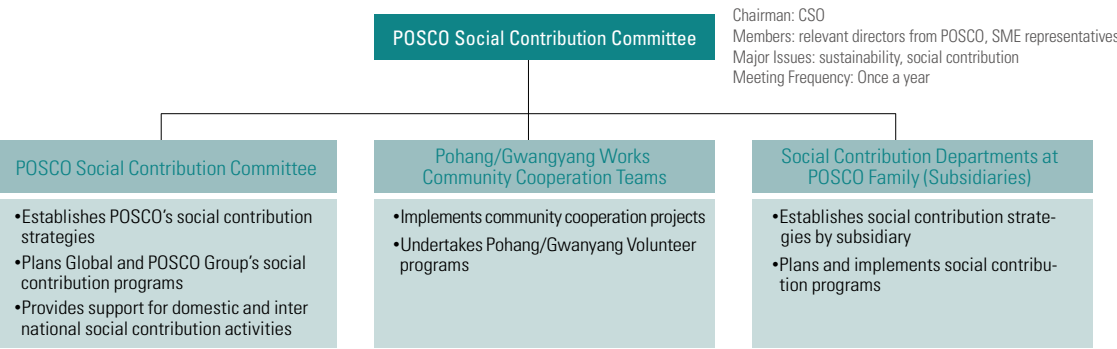 POSCO Social Contribution Committee
Chairman: CSO
Members: relevant directors from POSCO, SME representatives
Major Issues: sustainability, social contribution
Meeting Frequency: Once a year
POSCO Social Contribution Committee
•Establishes POSCO's social contribution
strategies
•Plans Global and POSCO Group's social
contribution programs
•Provides support for domestic and inter
national social contribution activities
Pohang/Gwangyang Works
Community Cooperation Teams
•Implements community cooperation projects
•Undertakes Pohang/Gwanyang Volunteer
programs
Social Contribution Departments at
POSCO Family (Subsidiaries)
•Establishes social contribution strate-
gies by subsidiary
•Plans and implements social contribu-
tion programs